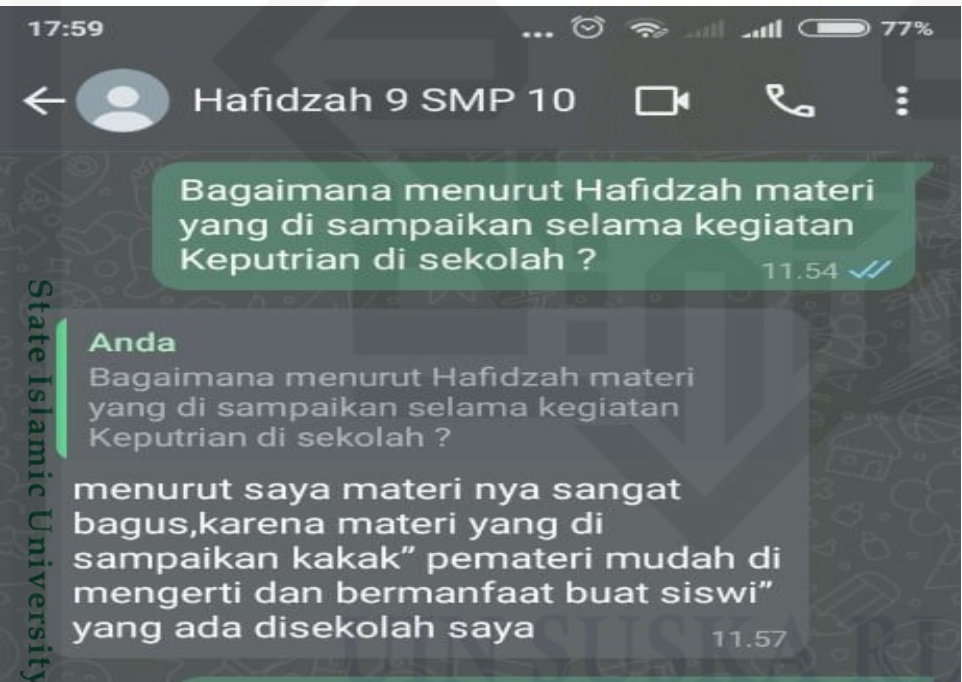 17:59 ... 77%
Hafidzah 9 SMP 10
Bagaimana menurut Hafidzah materi
yang di sampaikan selama kegiatan
Keputrian di sekolah ?
11.54
Anda
Bagaimana menurut Hafidzah materi
yang di sampaikan selama kegiatan
Keputrian di sekolah ?
menurut saya materi nya sangat
bagus,karena materi yang di
sampaikan kakak” pemateri mudah di
mengerti dan bermanfaat buat siswi”
yang ada disekolah saya
11.57
State Islamic University
UIN SUSKA RI